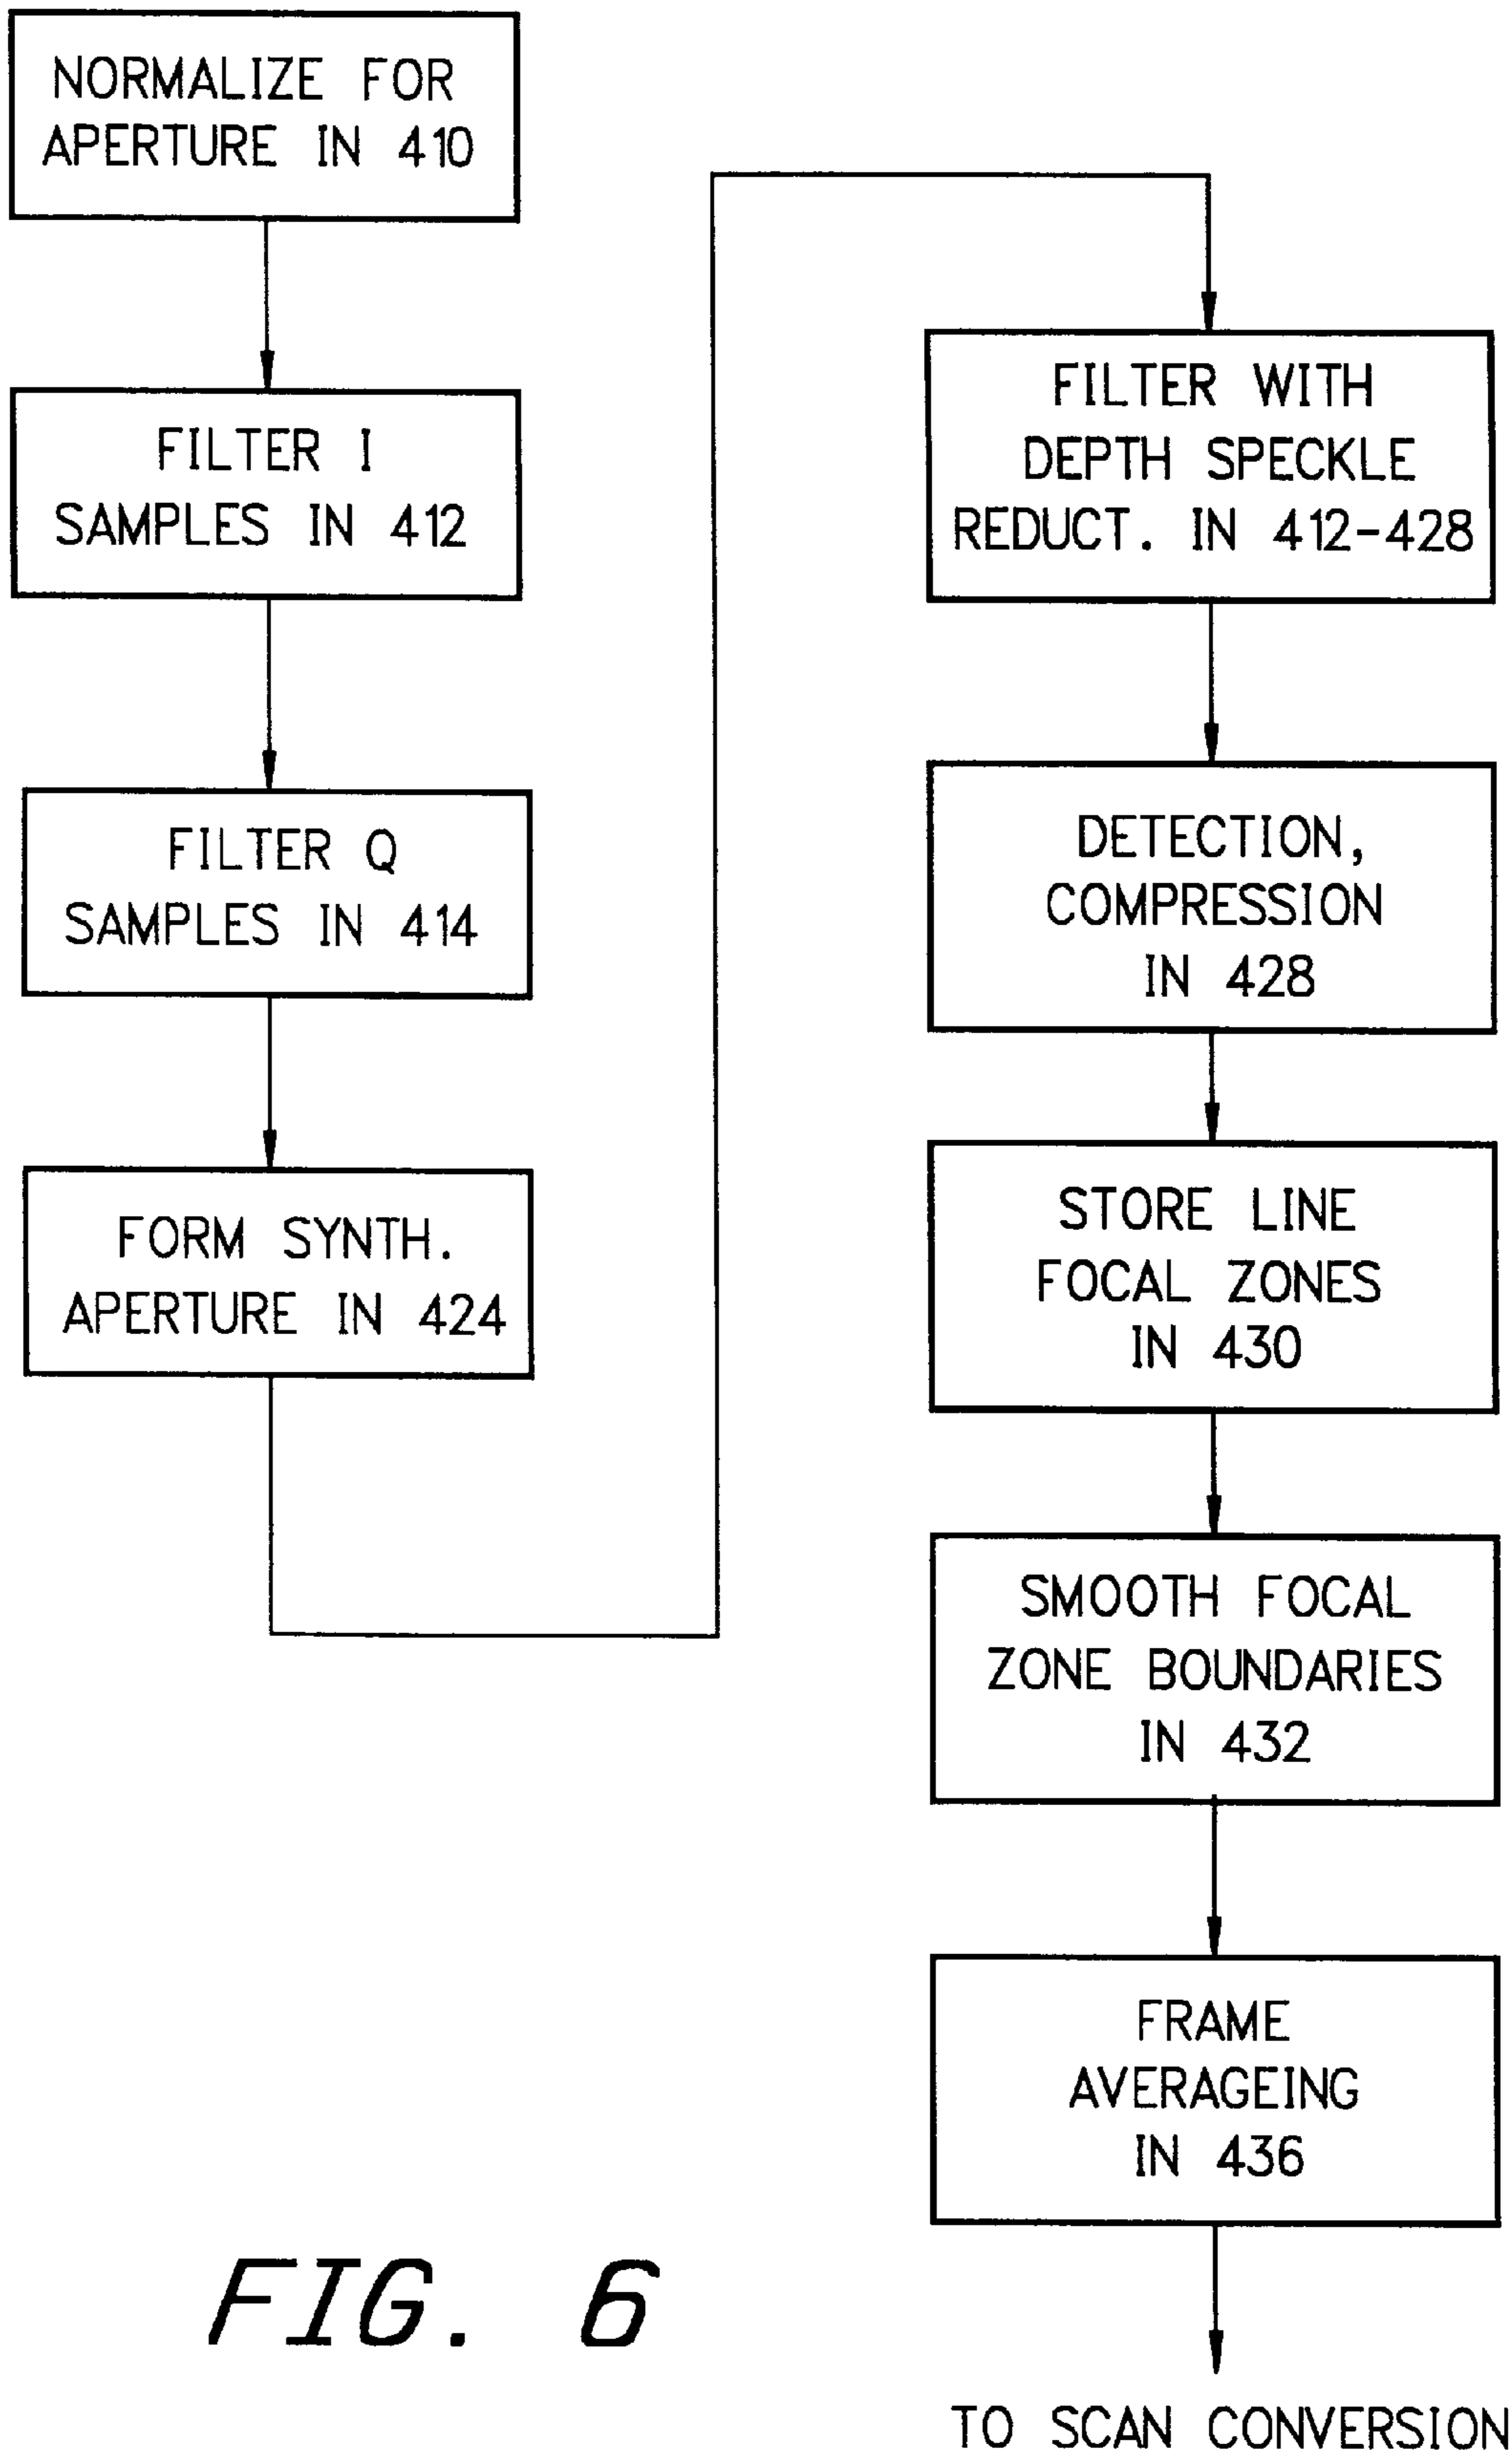 NORMALIZE FOR
APERTURE IN 410
FILTER I
SAMPLES IN 412
FILTER Q
SAMPLES IN 414
FORM SYNTH.
APERTURE IN 424
FILTER WITH
DEPTH SPECKLE
REDUCT. IN 412-428
DETECTION,
COMPRESSION
IN 428
STORE LINE
FOCAL ZONES
IN 430
SMOOTH FOCAL
ZONE BOUNDARIES
IN 432
FRAME
AVERAGEING
IN 436
TO SCAN CONVERSION
FIG. 6